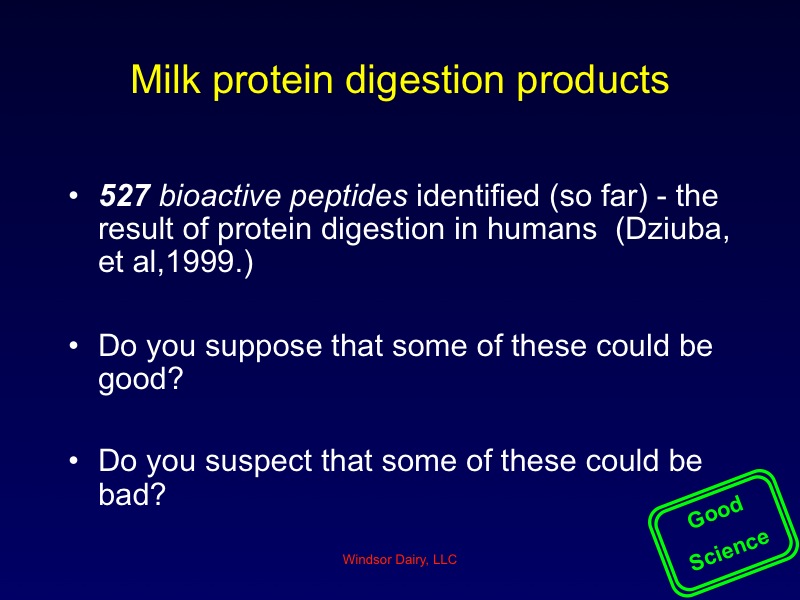 Milk protein digestion products
• 527 bioactive peptides identified (so far) - the
result of protein digestion in humans  (Dziuba,
et al,1999.)
• Do you suppose that some of these could be
good?
• Do you suspect that some of these could be
bad?
Good
Science
Windsor Dairy, LLC